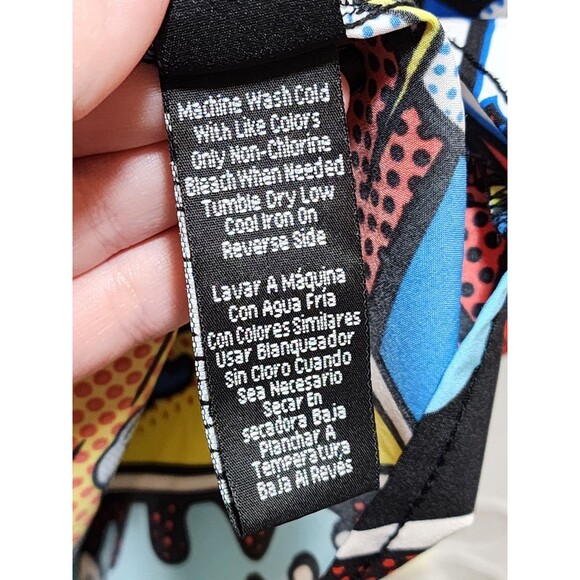 Machine Wash Cold
With Like Colors
Only Non-Chlorine
Bleach When Needed
Tumble Dry Low
Cool Iron On
Reverse Side
Lavar A Máquina
Con Agua Fría
Con Colores Similares
Usar Blanqueador
Sin Cloro Cuando
Sea Necesario
Secar En
secadora Baja
Planchar A
Temperatura
Baja Al Reves